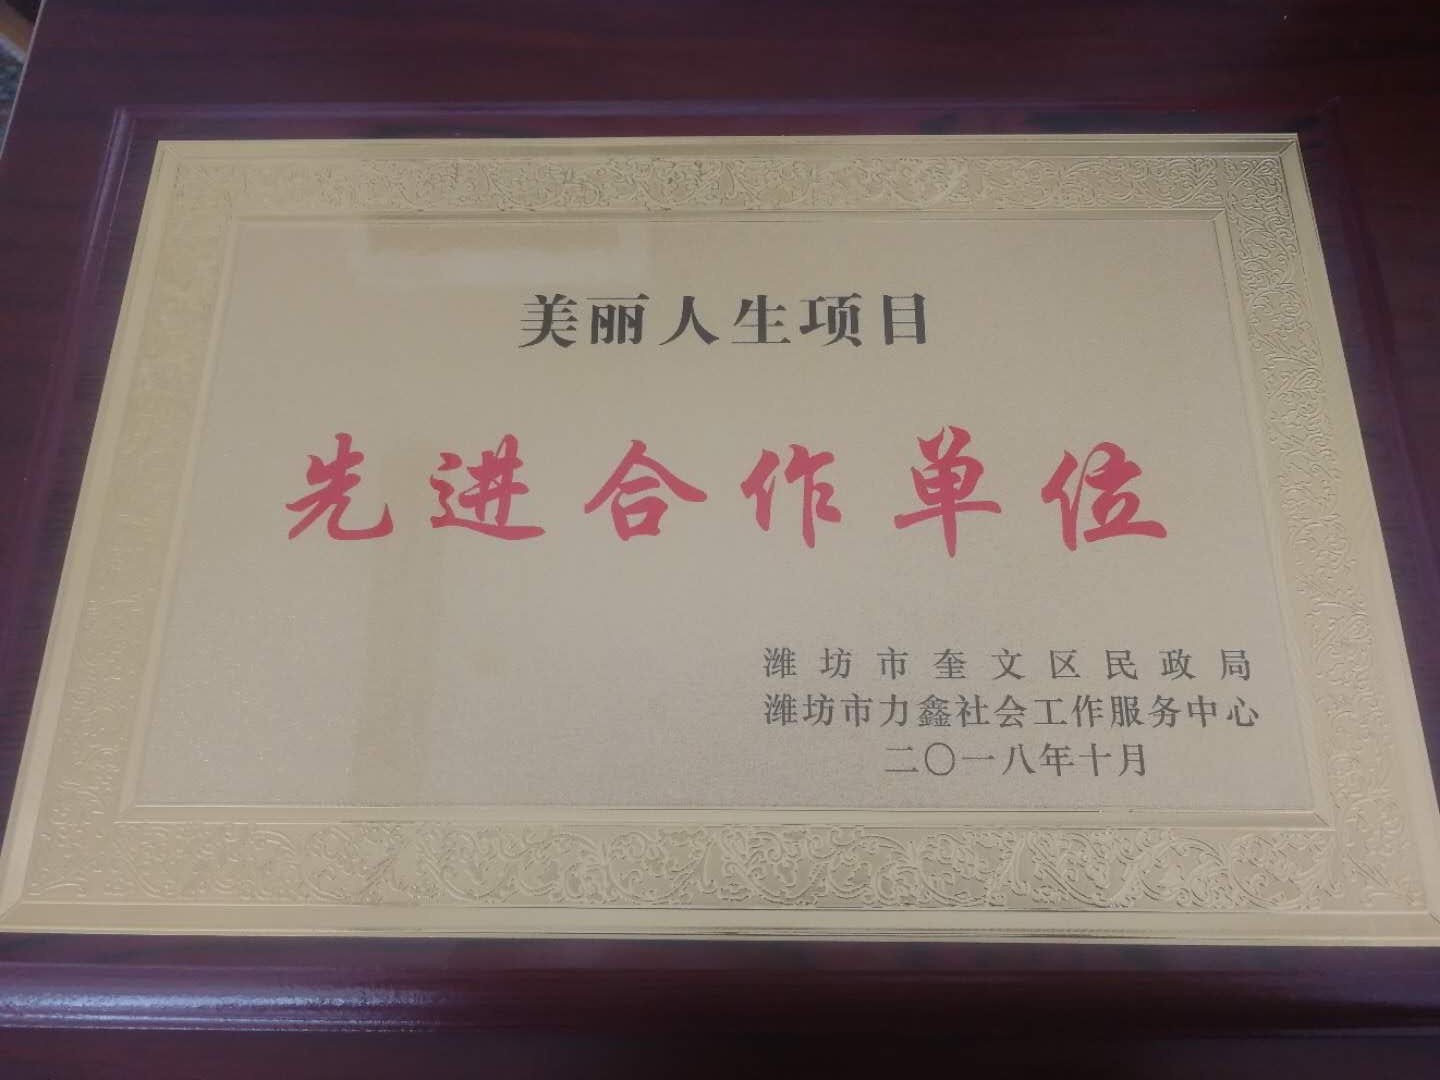 美丽人生项目
先进合作单位
潍坊市奎文区民政局
潍坊市力鑫社会工作服务中心
二〇一八年十月